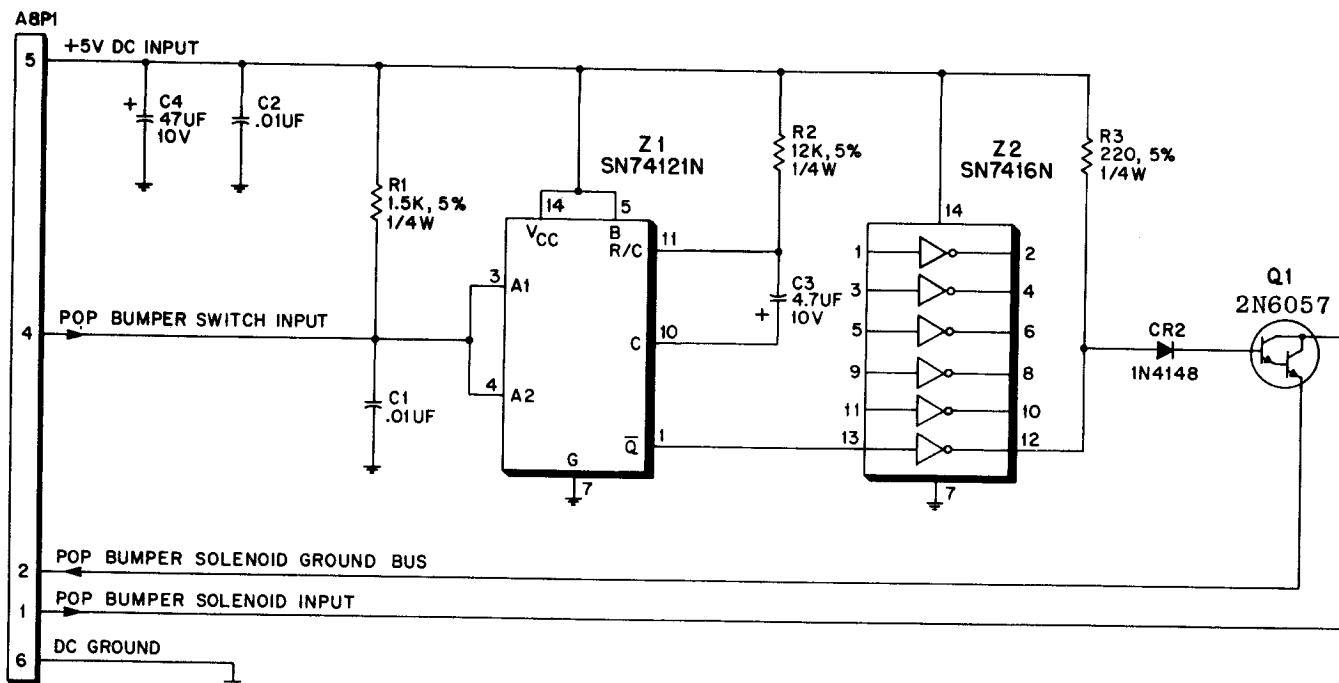 A8P1
5
+5V DC INPUT
+
C4
47UF
10V
C2
.01UF
R1
1.5K, 5%
1/4W
Z1
SN74121N
14
5
VCC
B
R/C
11
3
A1
4
A2
C
10
Q
1
G
7
R2
12K, 5%
1/4W
C3
4.7UF
10V
+
Z2
SN7416N
14
1
2
3
4
5
6
9
8
11
10
13
12
7
R3
220, 5%
1/4W
CR2
1N4148
Q1
2N6057
4
POP BUMPER SWITCH INPUT
C1
.01UF
2
POP BUMPER SOLENOID GROUND BUS
1
POP BUMPER SOLENOID INPUT
6
DC GROUND